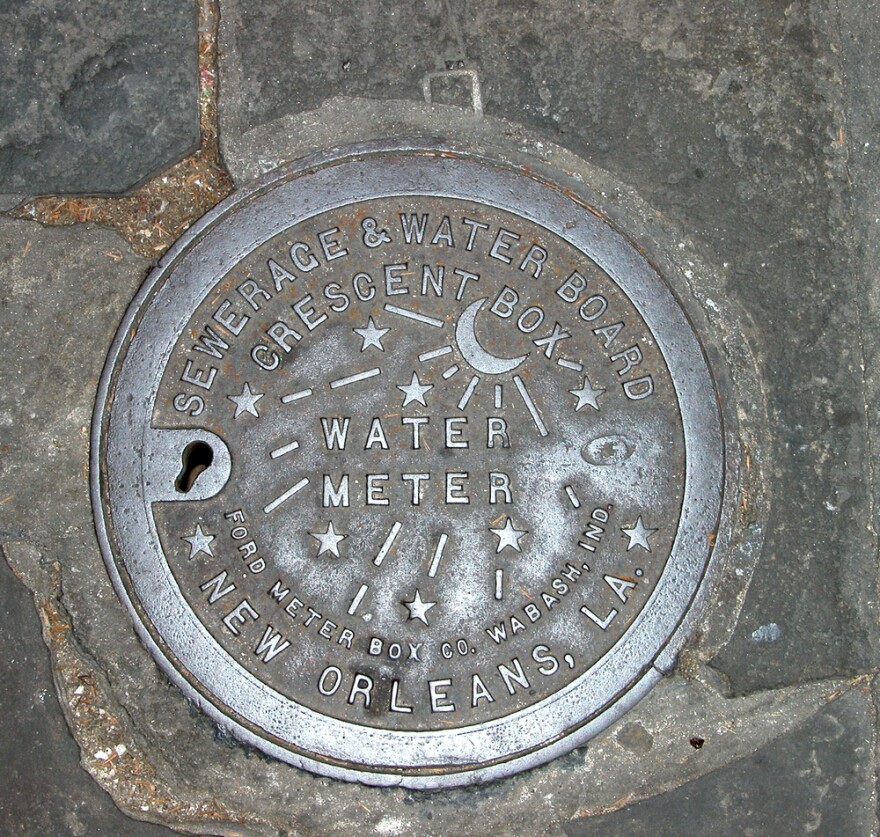 SEWERAGE & WATER BOARD
CRESCENT BOX
WATER
METER
FORD METER BOX CO. WABASH, IND.
NEW ORLEANS, LA.